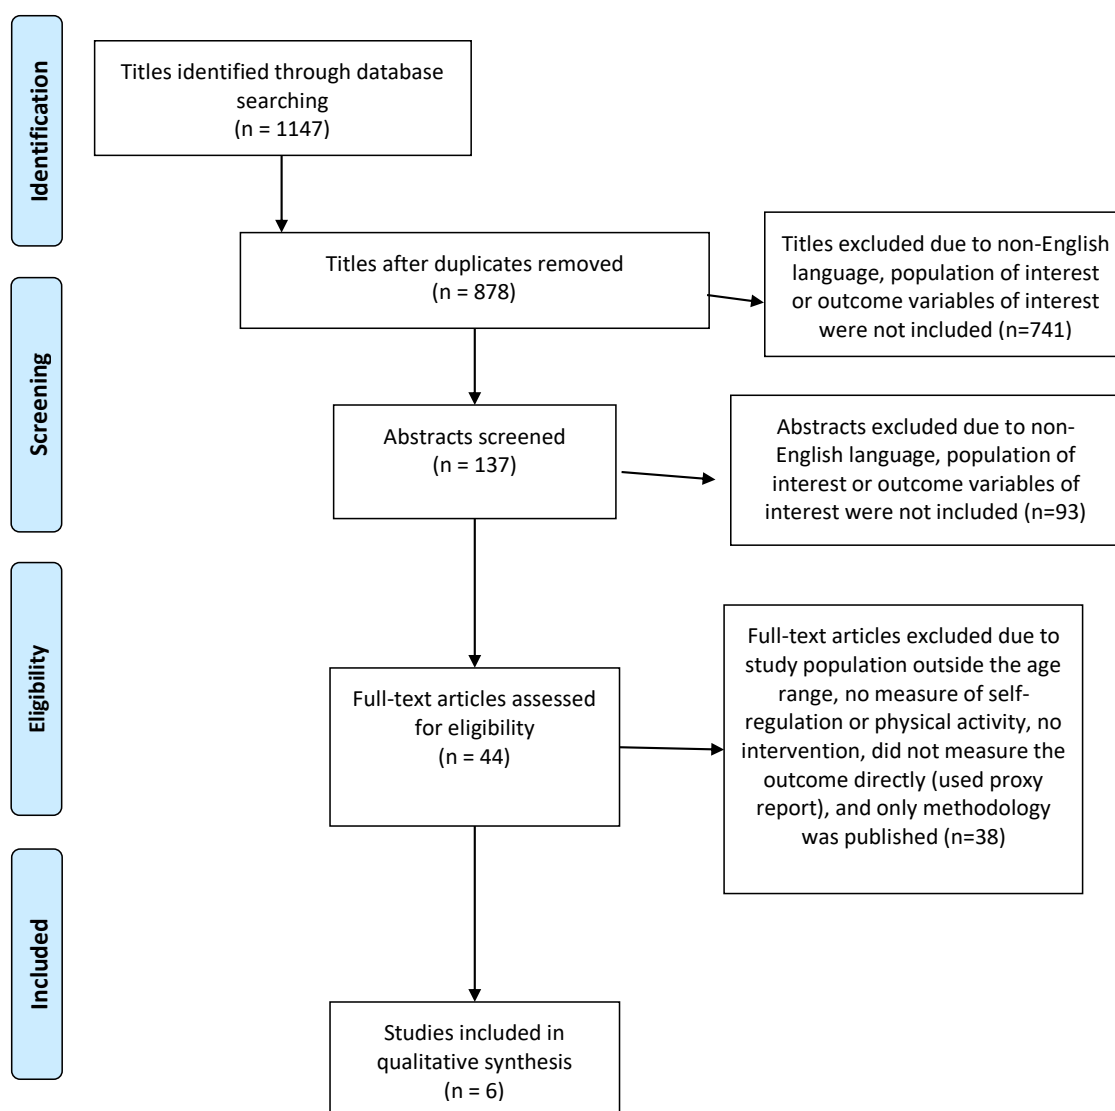 Identification
Titles identified through database
searching
(n = 1147)
Titles after duplicates removed
(n = 878)
Titles excluded due to non-English
language, population of interest
or outcome variables of interest
were not included (n=741)
Screening
Abstracts screened
(n = 137)
Abstracts excluded due to non-
English language, population of
interest or outcome variables of
interest were not included (n=93)
Eligibility
Full-text articles assessed
for eligibility
(n = 44)
Full-text articles excluded due to
study population outside the age
range, no measure of self-
regulation or physical activity, no
intervention, did not measure the
outcome directly (used proxy
report), and only methodology
was published (n=38)
Included
Studies included in
qualitative synthesis
(n = 6)